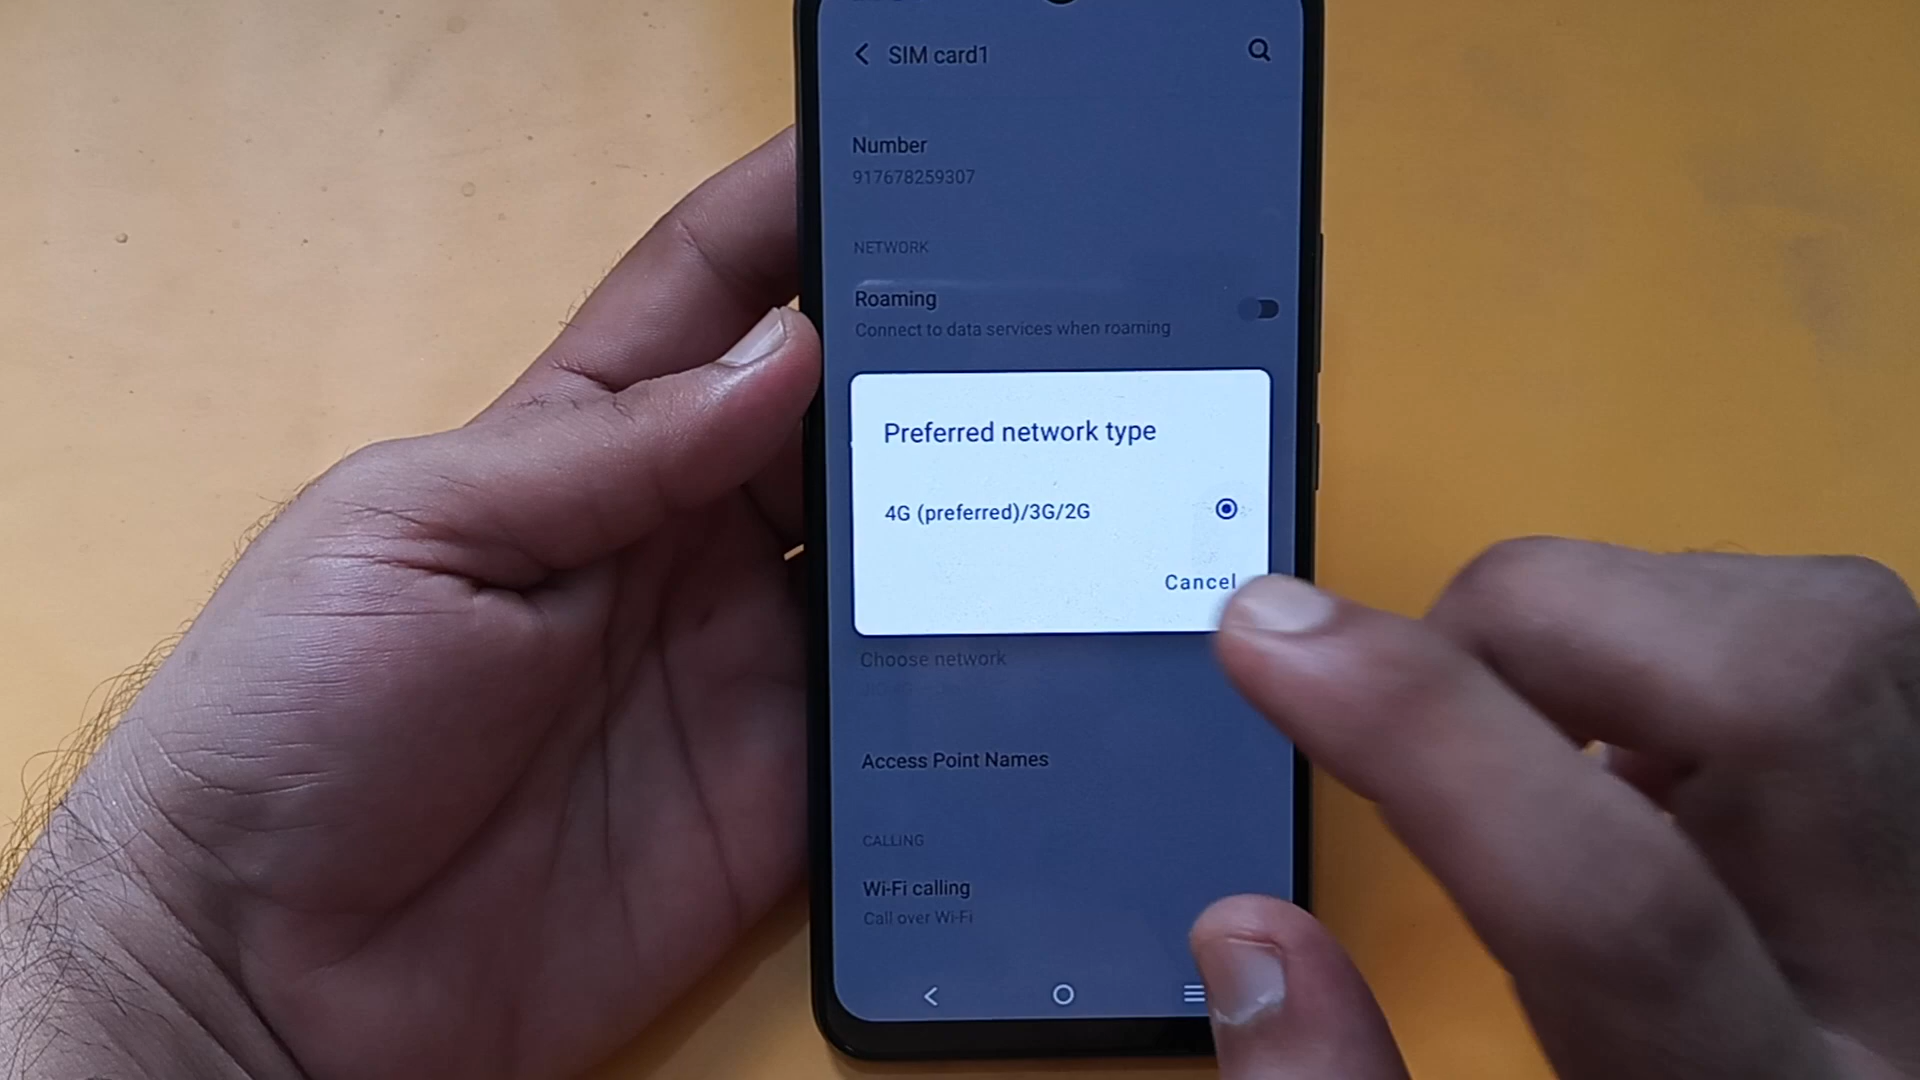 SIM card1
Number
917678259307
NETWORK
Roaming
Connect to data services when roaming
Preferred network type
4G (preferred)/3G/2G
Cancel
Choose network
Access Point Names
CALLING
Wi-Fi calling
Call over Wi-Fi